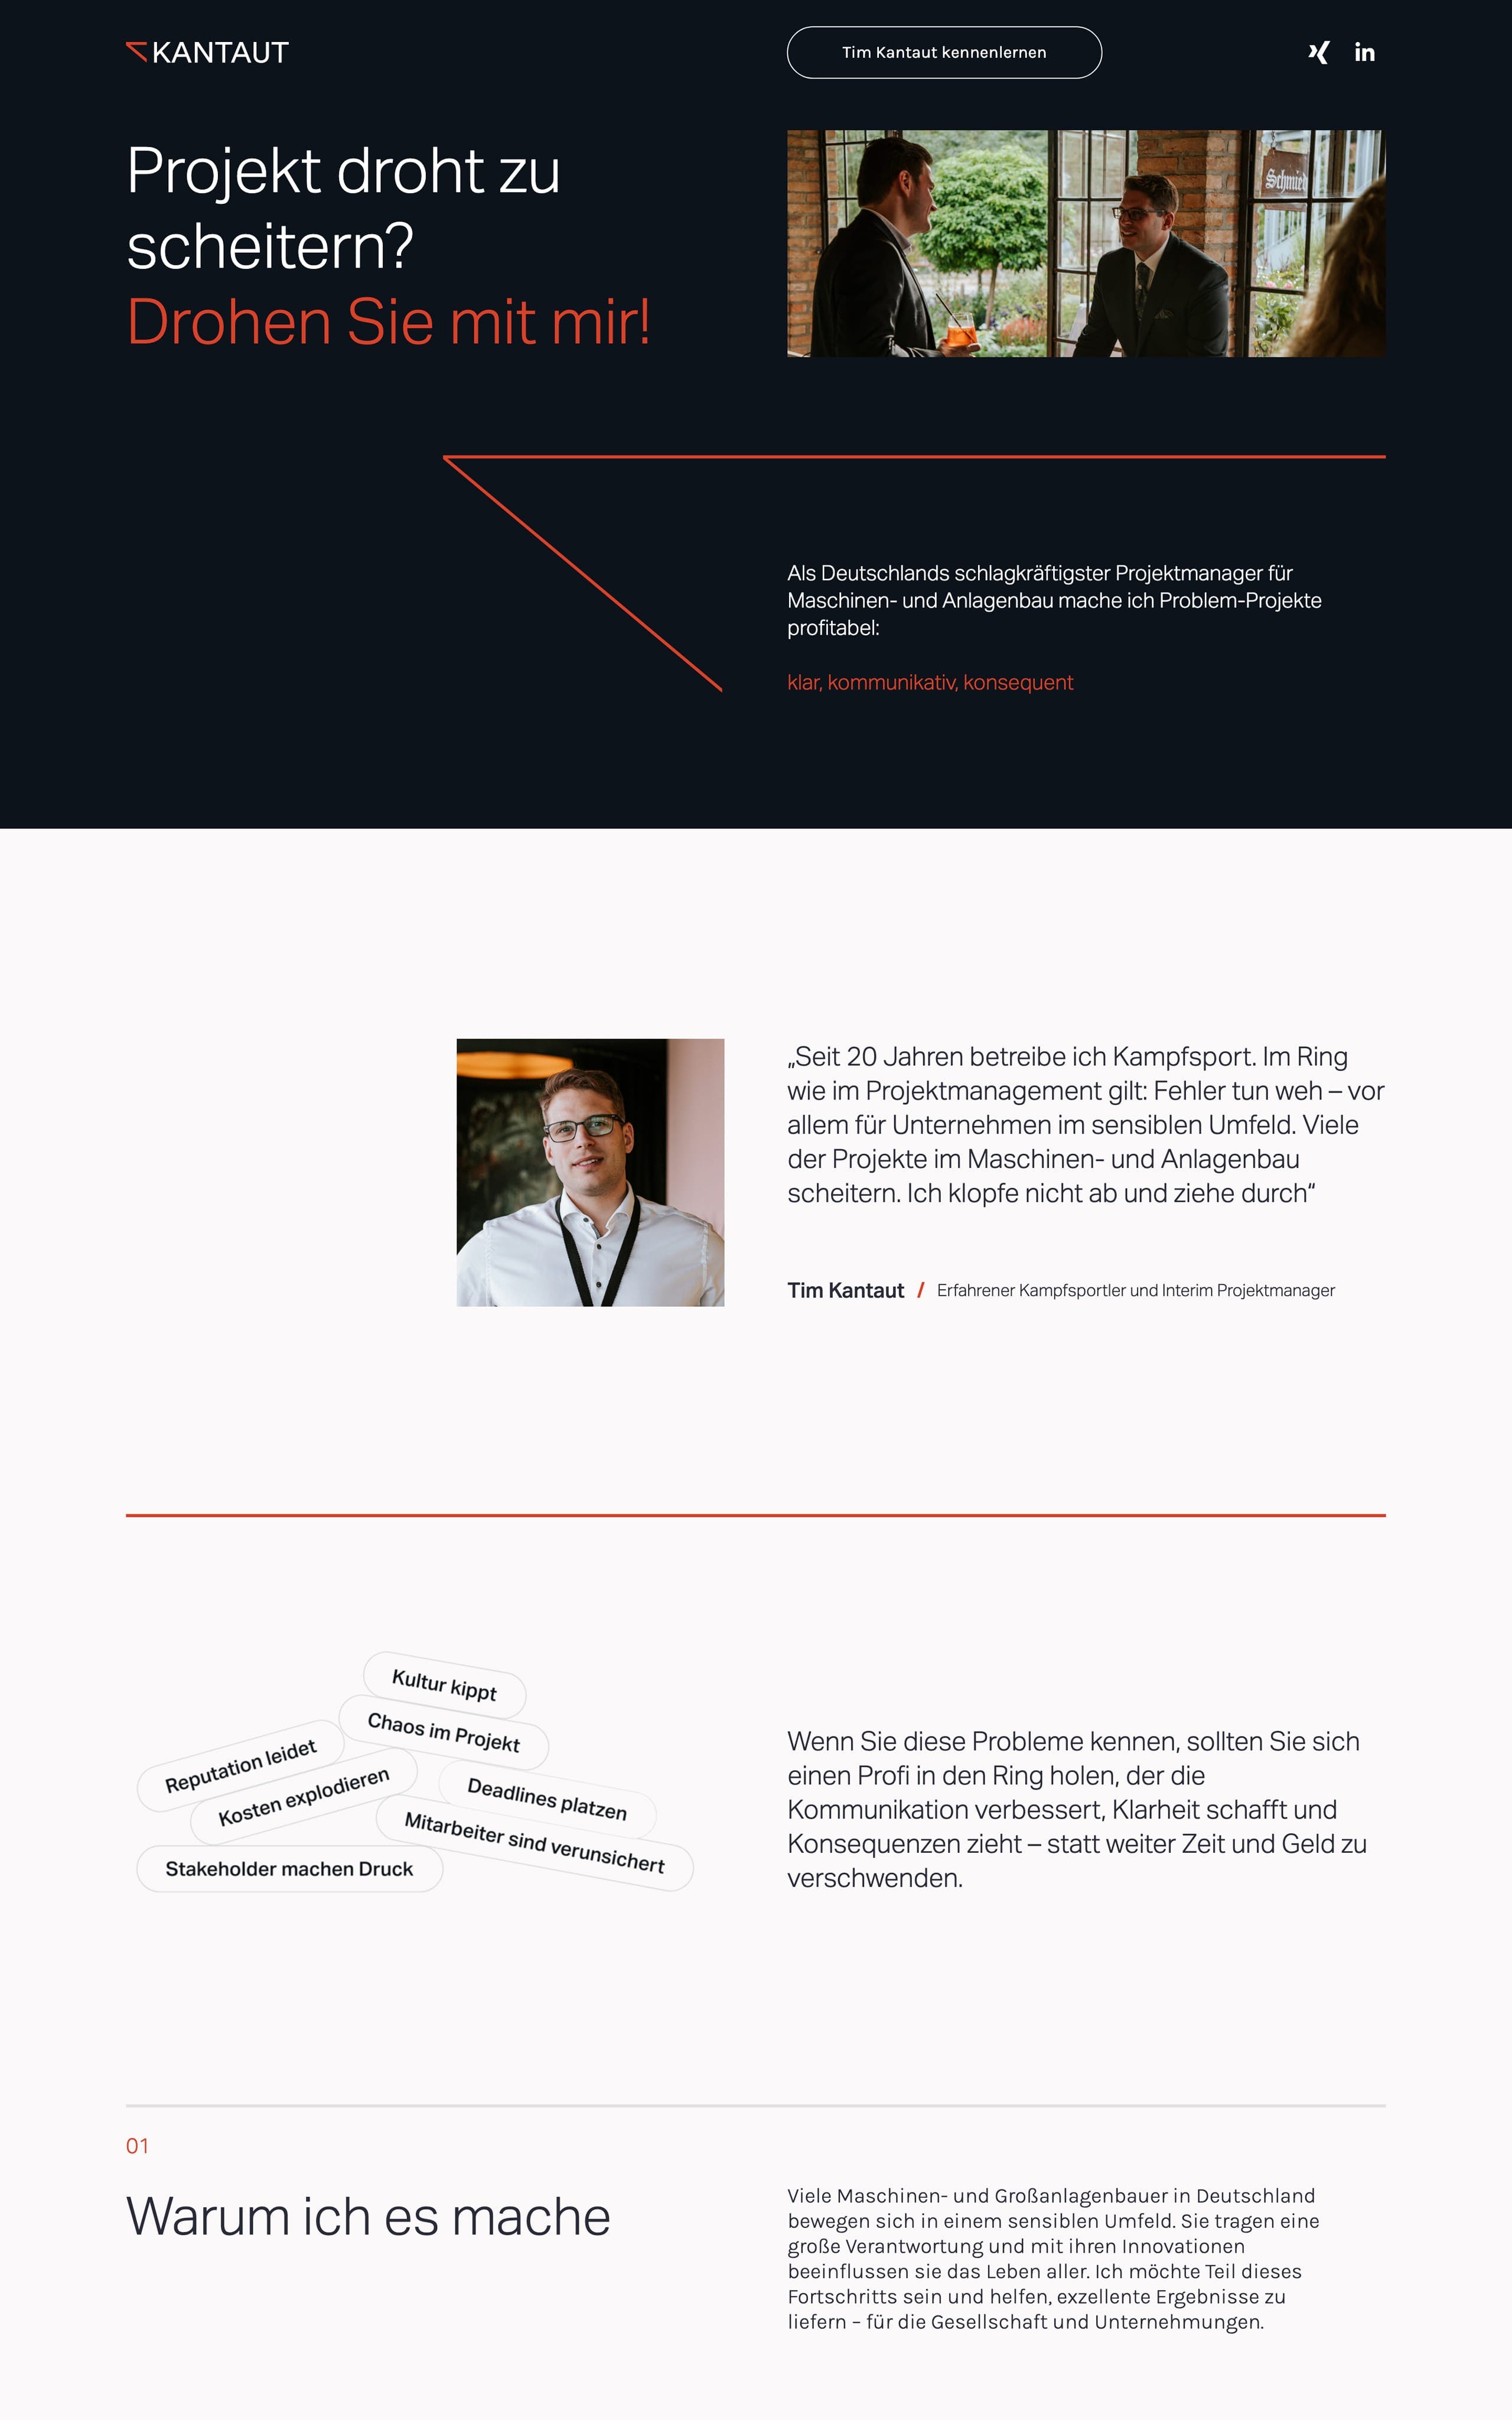 KANTAUT
Tim Kantaut kennenlernen
in
Projekt droht zu
scheitern?
Drohen Sie mit mir!
Schmied
Als Deutschlands schlagkräftigster Projektmanager für
Maschinen- und Anlagenbau mache ich Problem-Projekte
profitabel:
klar, kommunikativ, konsequent
„Seit 20 Jahren betreibe ich Kampfsport. Im Ring
wie im Projektmanagement gilt: Fehler tun weh – vor
allem für Unternehmen im sensiblen Umfeld. Viele
der Projekte im Maschinen- und Anlagenbau
scheitern. Ich klopfe nicht ab und ziehe durch“
Tim Kantaut / Erfahrener Kampfsportler und Interim Projektmanager
Kultur kippt
Chaos im Projekt
Reputation leidet
Kosten explodieren
Deadlines platzen
Mitarbeiter sind verunsichert
Stakeholder machen Druck
Wenn Sie diese Probleme kennen, sollten Sie sich
einen Profi in den Ring holen, der die
Kommunikation verbessert, Klarheit schafft und
Konsequenzen zieht – statt weiter Zeit und Geld zu
verschwenden.
01
Warum ich es mache
Viele Maschinen- und Großanlagenbauer in Deutschland
bewegen sich in einem sensiblen Umfeld. Sie tragen eine
große Verantwortung und mit ihren Innovationen
beeinflussen sie das Leben aller. Ich möchte Teil dieses
Fortschritts sein und helfen, exzellente Ergebnisse zu
liefern – für die Gesellschaft und Unternehmungen.